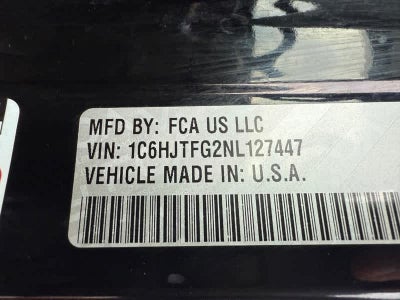 MFD BY: FCA US LLC
VIN: 1C6HJTFG2NL127447
VEHICLE MADE IN: U.S.A.